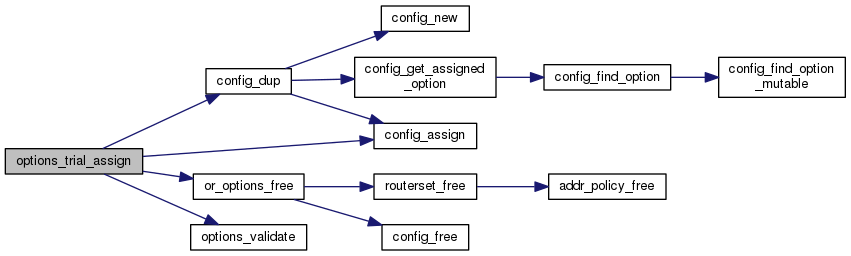 config_new
config_dup
config_get_assigned
_option
config_find_option
config_find_option
_mutable
config_assign
options_trial_assign
or_options_free
routerset_free
addr_policy_free
options_validate
config_free